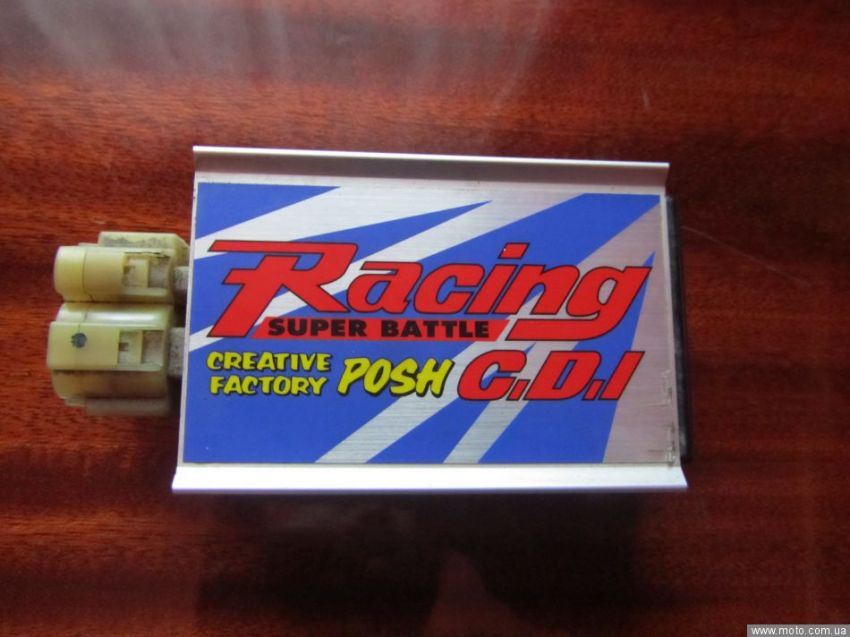 Racing
SUPER BATTLE
CREATIVE
FACTORY POSH C.D.I
www.moto.com.ua